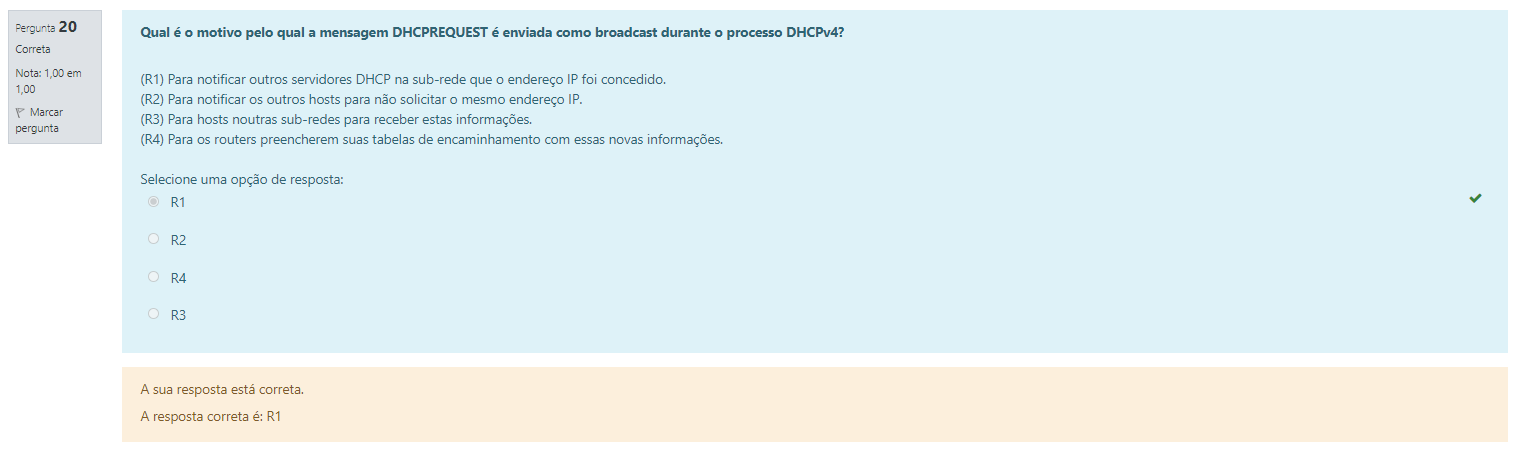 Pergunta 20
Correta
Nota: 1,00 em
1,00
Marcar
pergunta
Qual é o motivo pelo qual a mensagem DHCPREQUEST é enviada como broadcast durante o processo DHCPv4?
(R1) Para notificar outros servidores DHCP na sub-rede que o endereço IP foi concedido.
(R2) Para notificar os outros hosts para não solicitar o mesmo endereço IP.
(R3) Para hosts noutras sub-redes para receber estas informações.
(R4) Para os routers preencherem suas tabelas de encaminhamento com essas novas informações.
Selecione uma opção de resposta:
R1
R2
R4
R3
A sua resposta está correta.
A resposta correta é: R1